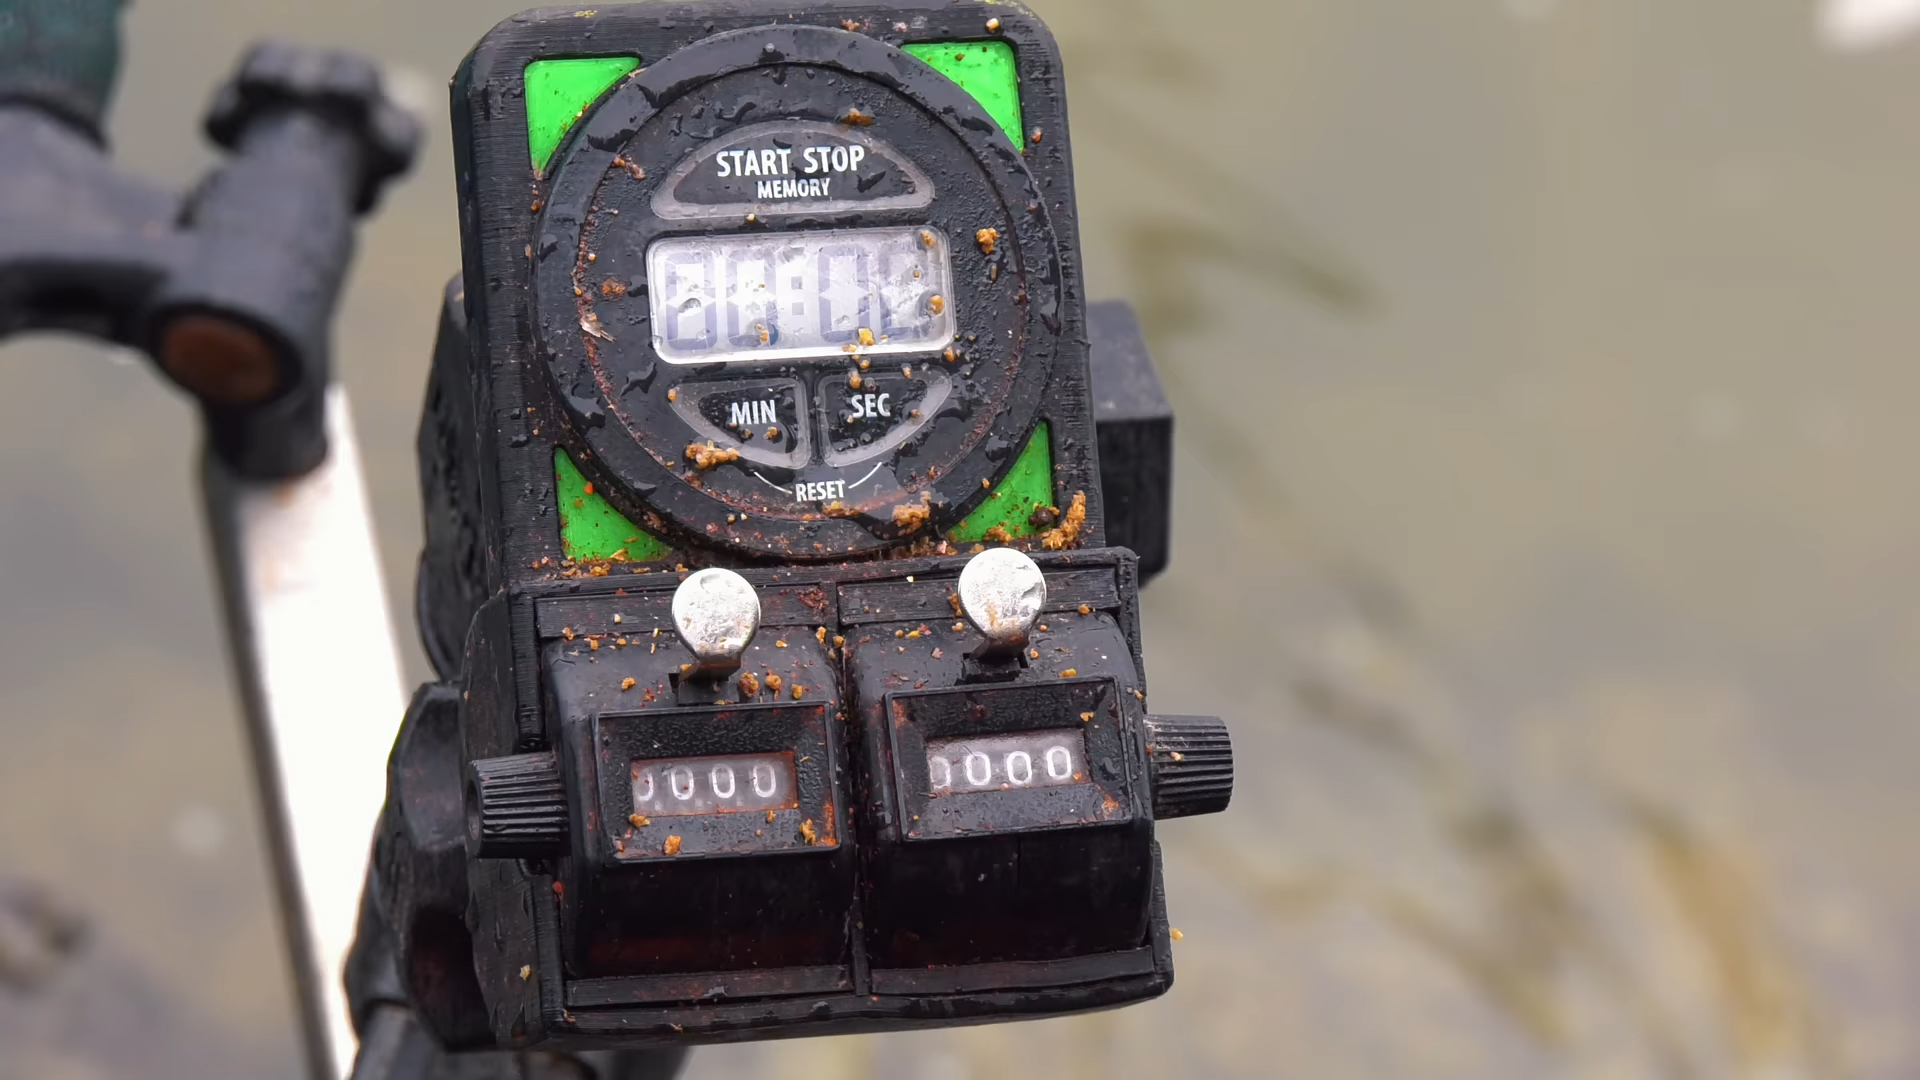 START STOP
MEMORY
MIN SEC
RESET
0000 0000